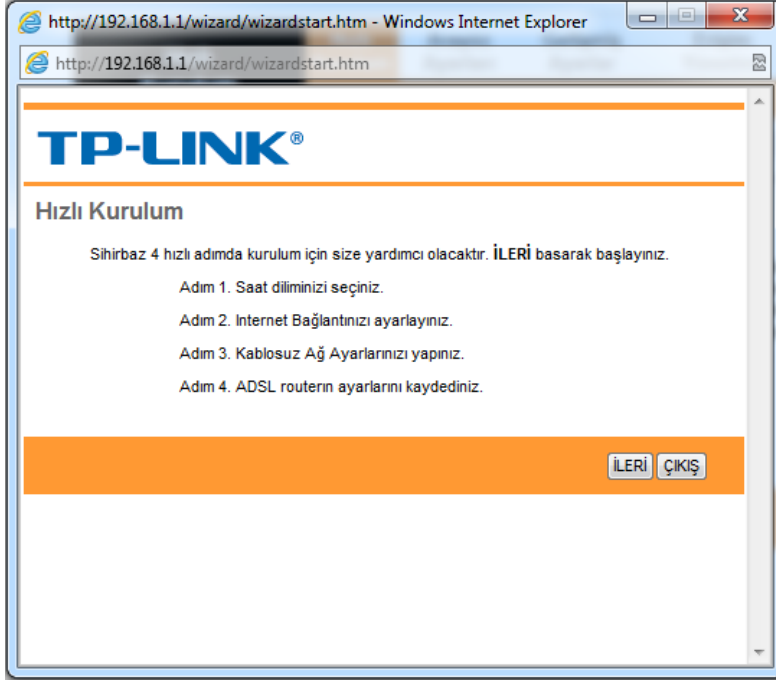 http://192.168.1.1/wizard/wizardstart.htm - Windows Internet Explorer
http://192.168.1.1/wizard/wizardstart.htm
TP-LINK®
Hızlı Kurulum
Sihirbaz 4 hızlı adımda kurulum için size yardımcı olacaktır. İLERİ basarak başlayınız.
Adım 1. Saat diliminizi seçiniz.
Adım 2. Internet Bağlantınızı ayarlayınız.
Adım 3. Kablosuz Ağ Ayarlarınızı yapınız.
Adım 4. ADSL routerın ayarlarını kaydediniz.
İLERİ ÇIKIŞ